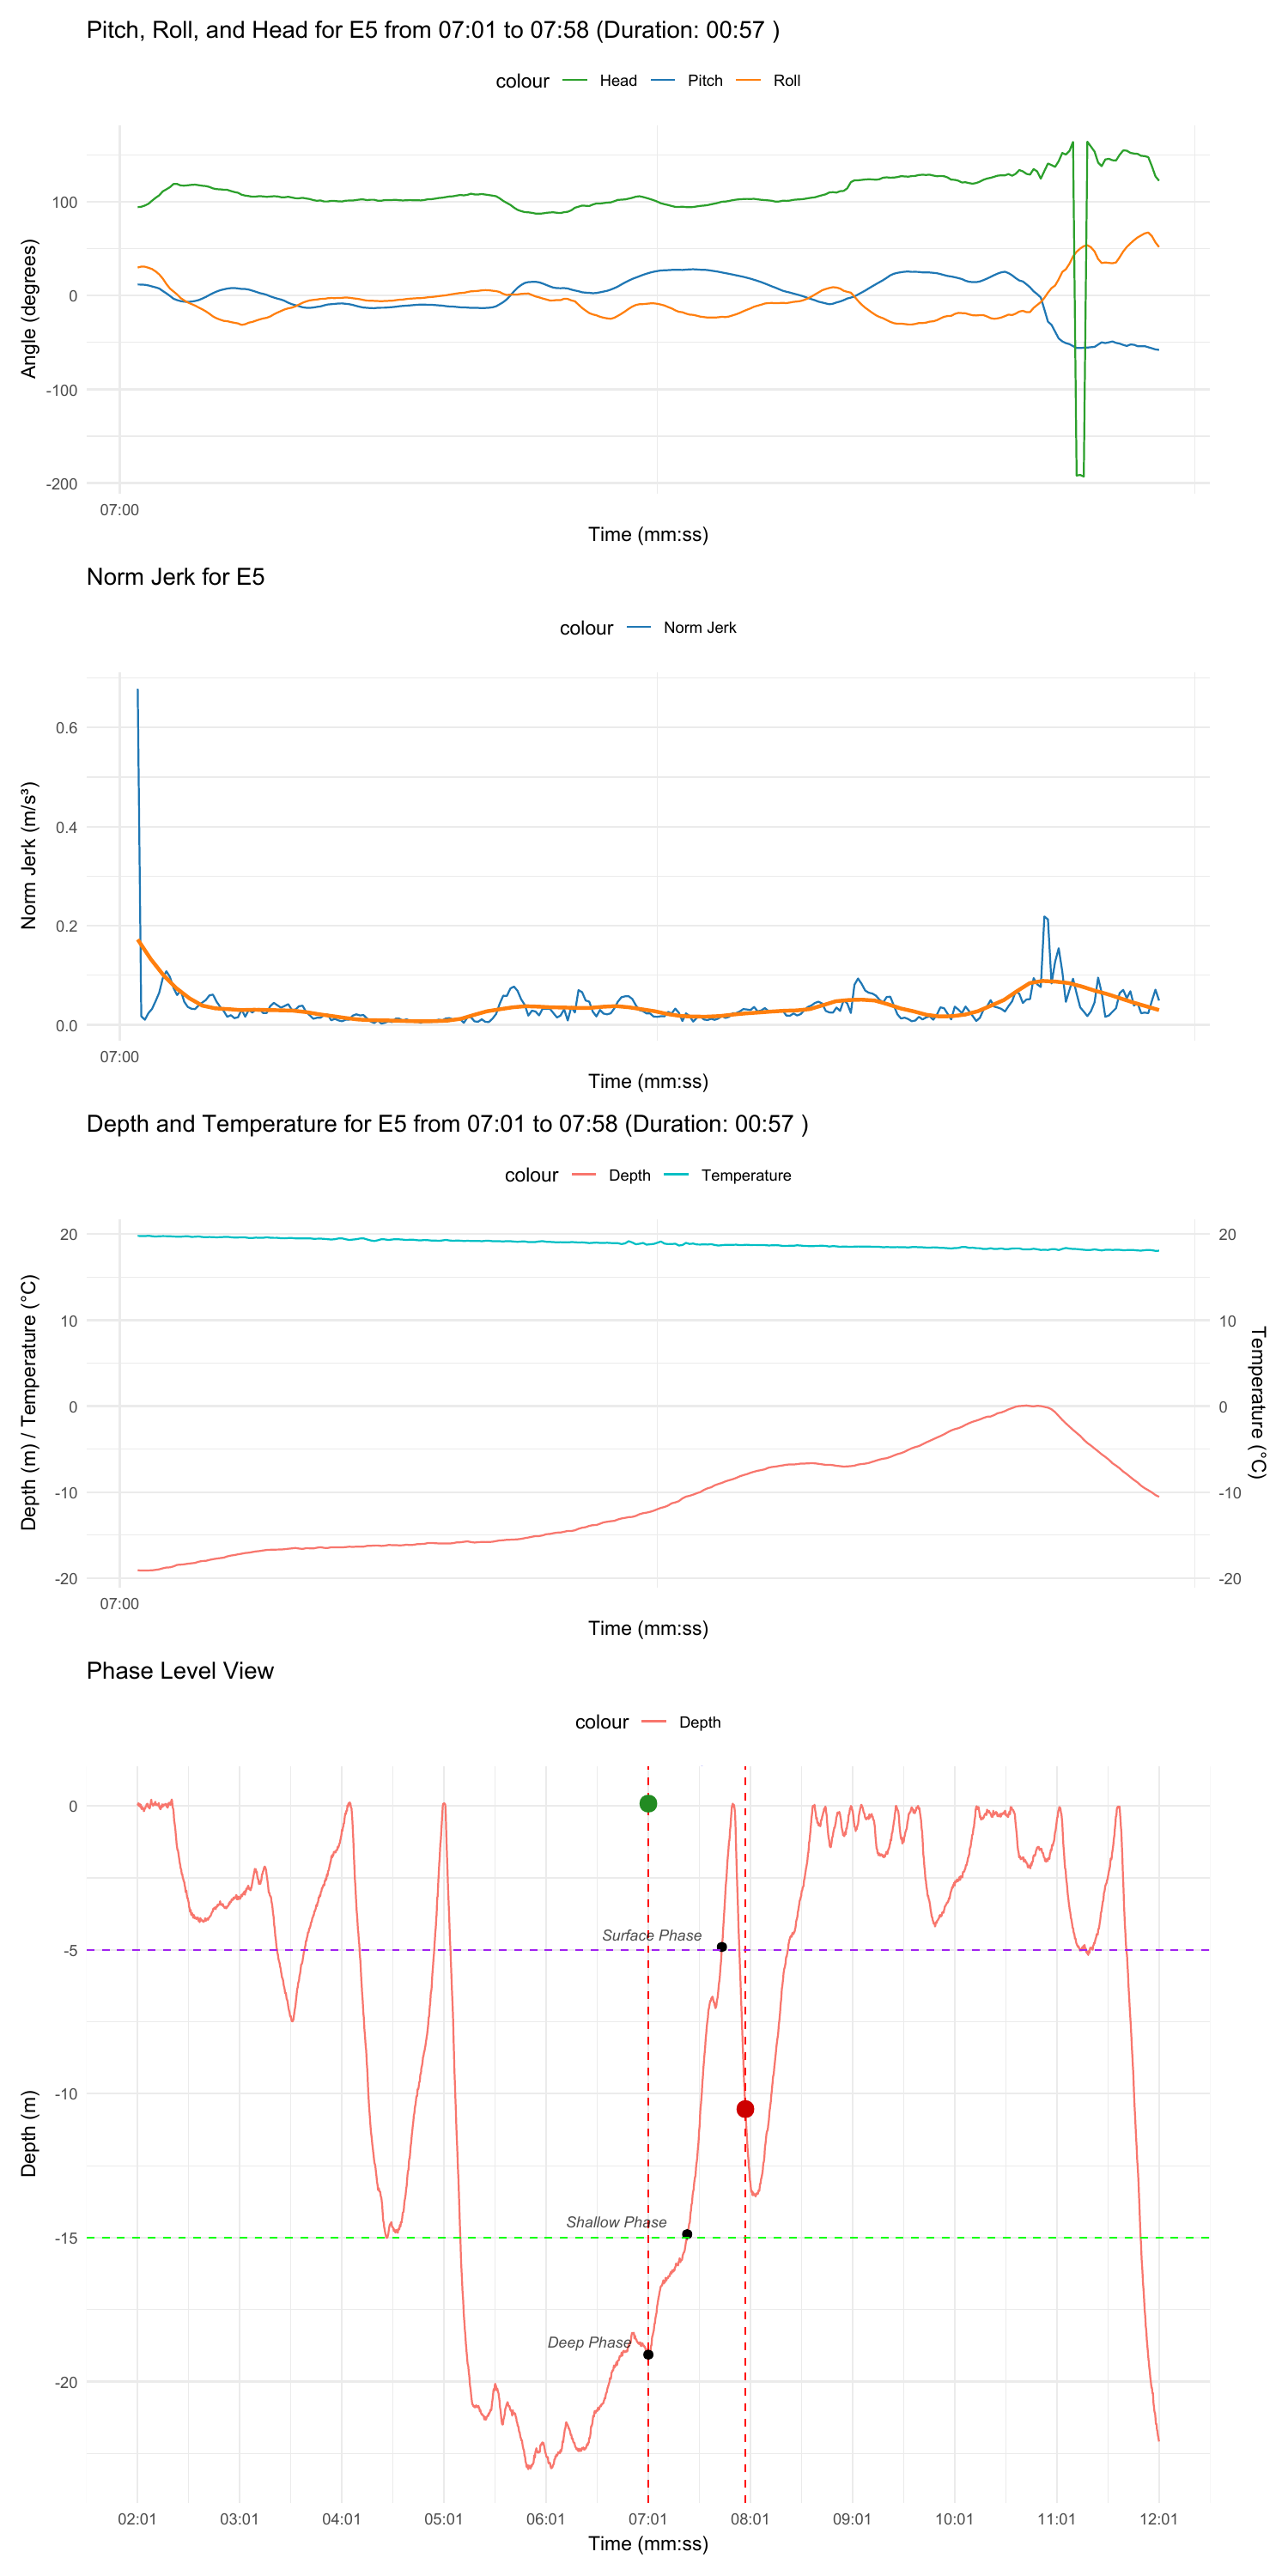 Pitch, Roll, and Head for E5 from 07:01 to 07:58 (Duration: 00:57 )
colour Head Pitch Roll
Angle (degrees)
100
0
-100
-200
07:00
Time (mm:ss)
Norm Jerk for E5
colour Norm Jerk
Norm Jerk (m/s³)
0.6
0.4
0.2
0.0
07:00
Time (mm:ss)
Depth and Temperature for E5 from 07:01 to 07:58 (Duration: 00:57 )
colour Depth Temperature
Depth (m) / Temperature (°C)
20
10
0
-10
-20
20
10
0
-10
-20
Temperature (°C)
07:00
Time (mm:ss)
Phase Level View
colour Depth
Depth (m)
0
-5
-10
-15
-20
Surface Phase
Shallow Phase
Deep Phase
02:01 03:01 04:01 05:01 06:01 07:01 08:01 09:01 10:01 11:01 12:01
Time (mm:ss)